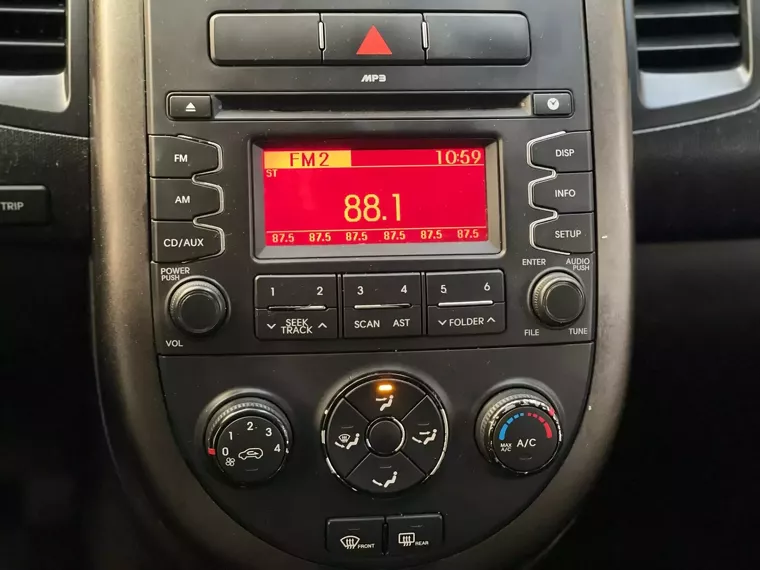 MP3
FM
AM
CD/AUX
FM2 10:59
ST
88.1
87.5 87.5 87.5 87.5 87.5 87.5
DISP
INFO
SETUP
TRIP
POWER
PUSH
VOL
1 2 3 4 5 6
SEEK
TRACK
SCAN AST
FOLDER
ENTER
AUDIO
PUSH
FILE
TUNE
0 1 2 3 4
MAX
A/C
A/C
FRONT
REAR